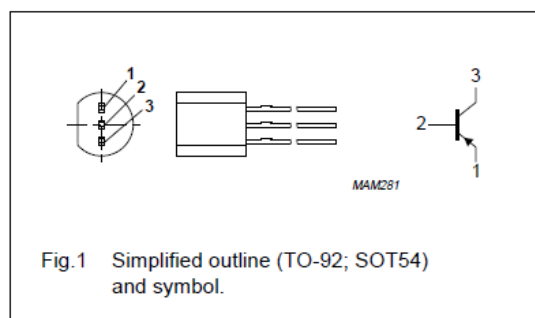 1
2
3
3
2
1
MAM281
Fig.1 Simplified outline (TO-92; SOT54)
and symbol.